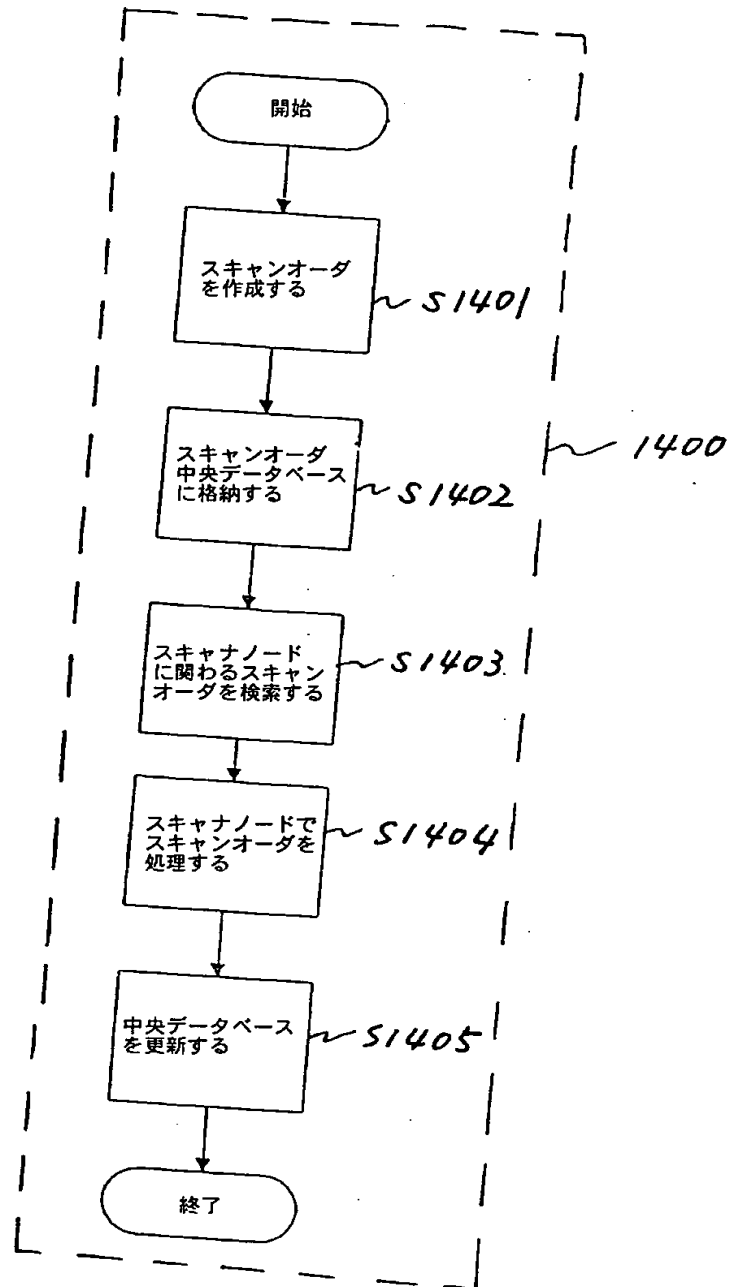 開始
スキャンオーダ
を作成する
S1401
スキャンオーダ
中央データベース
に格納する
S1402
1400
スキャナノード
に関わるスキャン
オーダを検索する
S1403
スキャナノードで
スキャンオーダを
処理する
S1404
中央データベース
を更新する
S1405
終了